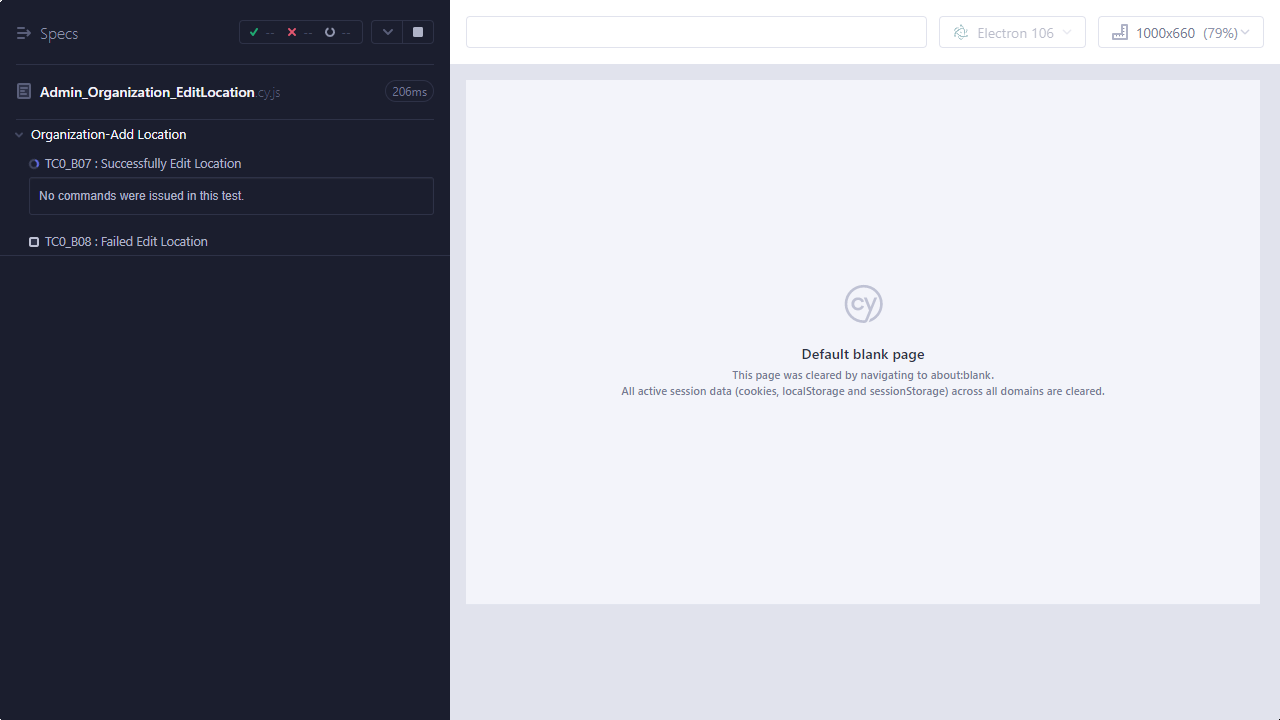 Specs
--
--
--
Admin_Organization_EditLocation.cy.js
206ms
Organization-Add Location
TC0_B07 : Successfully Edit Location
No commands were issued in this test.
TC0_B08 : Failed Edit Location
Electron 106
1000x660 (79%)
cy
Default blank page
This page was cleared by navigating to about:blank.
All active session data (cookies, localStorage and sessionStorage) across all domains are cleared.